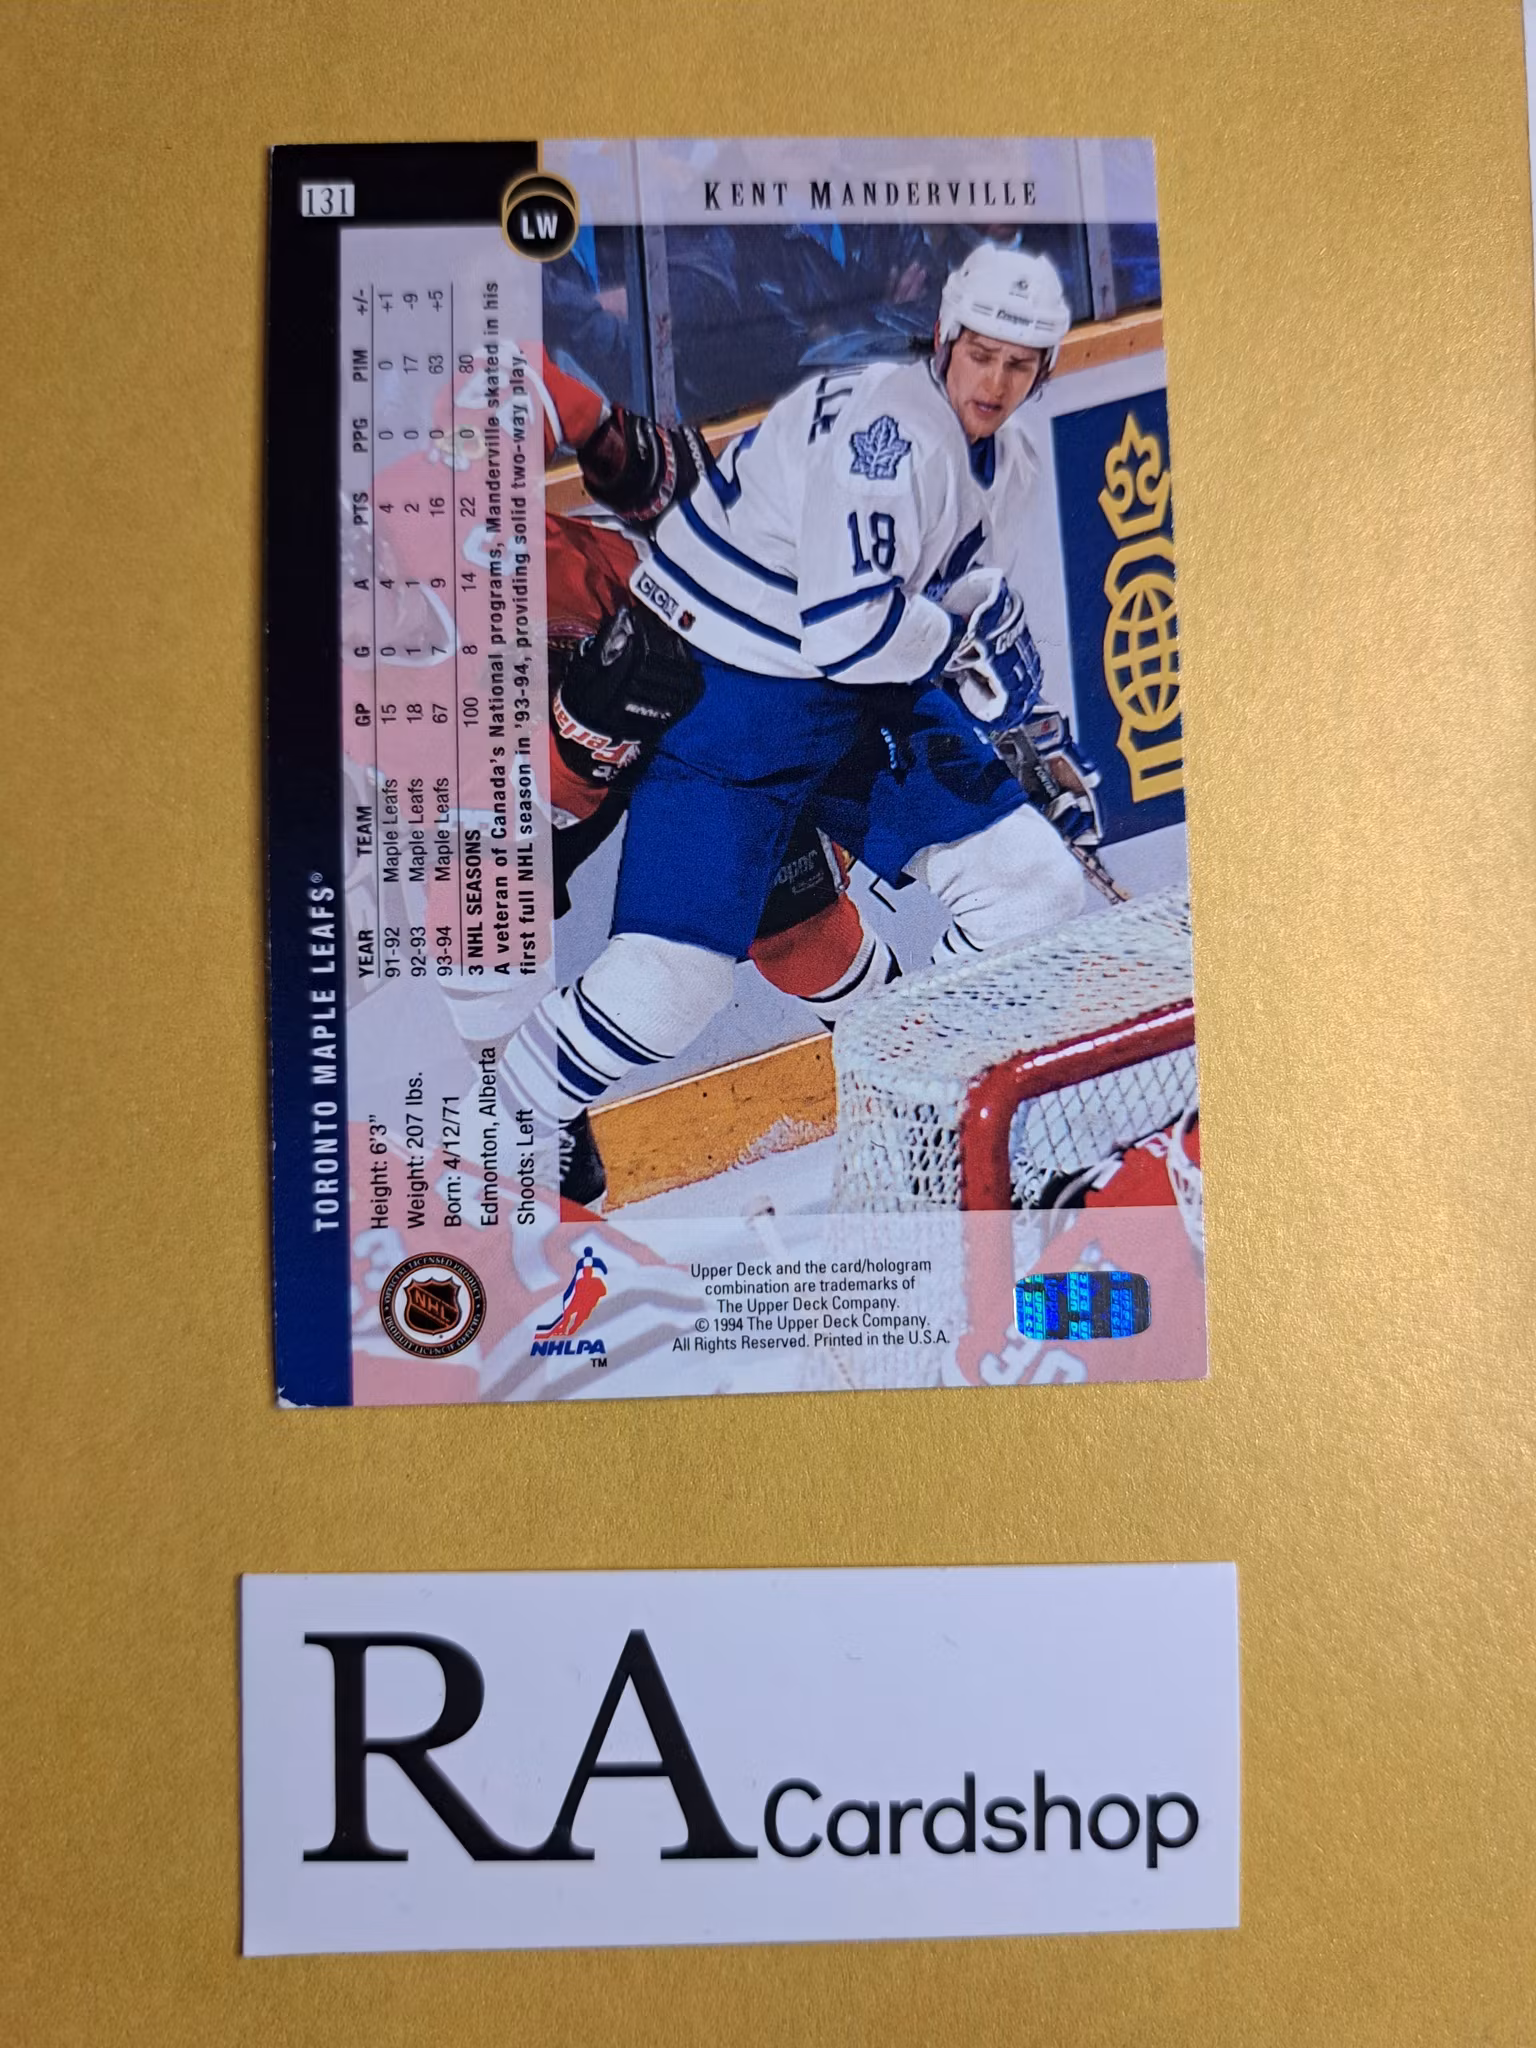 131
LW
KENT MANDERVILLE
TORONTO MAPLE LEAFS®
Height: 6'3"
Weight: 207 lbs.
Born: 4/12/71
Edmonton, Alberta
Shoots: Left
YEAR TEAM GP G A PTS PPG PIM +/-
91-92 Maple Leafs 15 0 4 4 0 0 +1
92-93 Maple Leafs 18 1 1 2 0 17 -9
93-94 Maple Leafs 67 7 9 16 0 63 +5
3 NHL SEASONS 100 8 14 22 0 80
A veteran of Canada's National programs, Manderville skated in his
first full NHL season in '93-94, providing solid two-way play.
Cooper
18
CCM
NHL
NHLPA
TM
Upper Deck and the card/hologram
combination are trademarks of
The Upper Deck Company.
© 1994 The Upper Deck Company.
All Rights Reserved. Printed in the U.S.A.
RA Cardshop